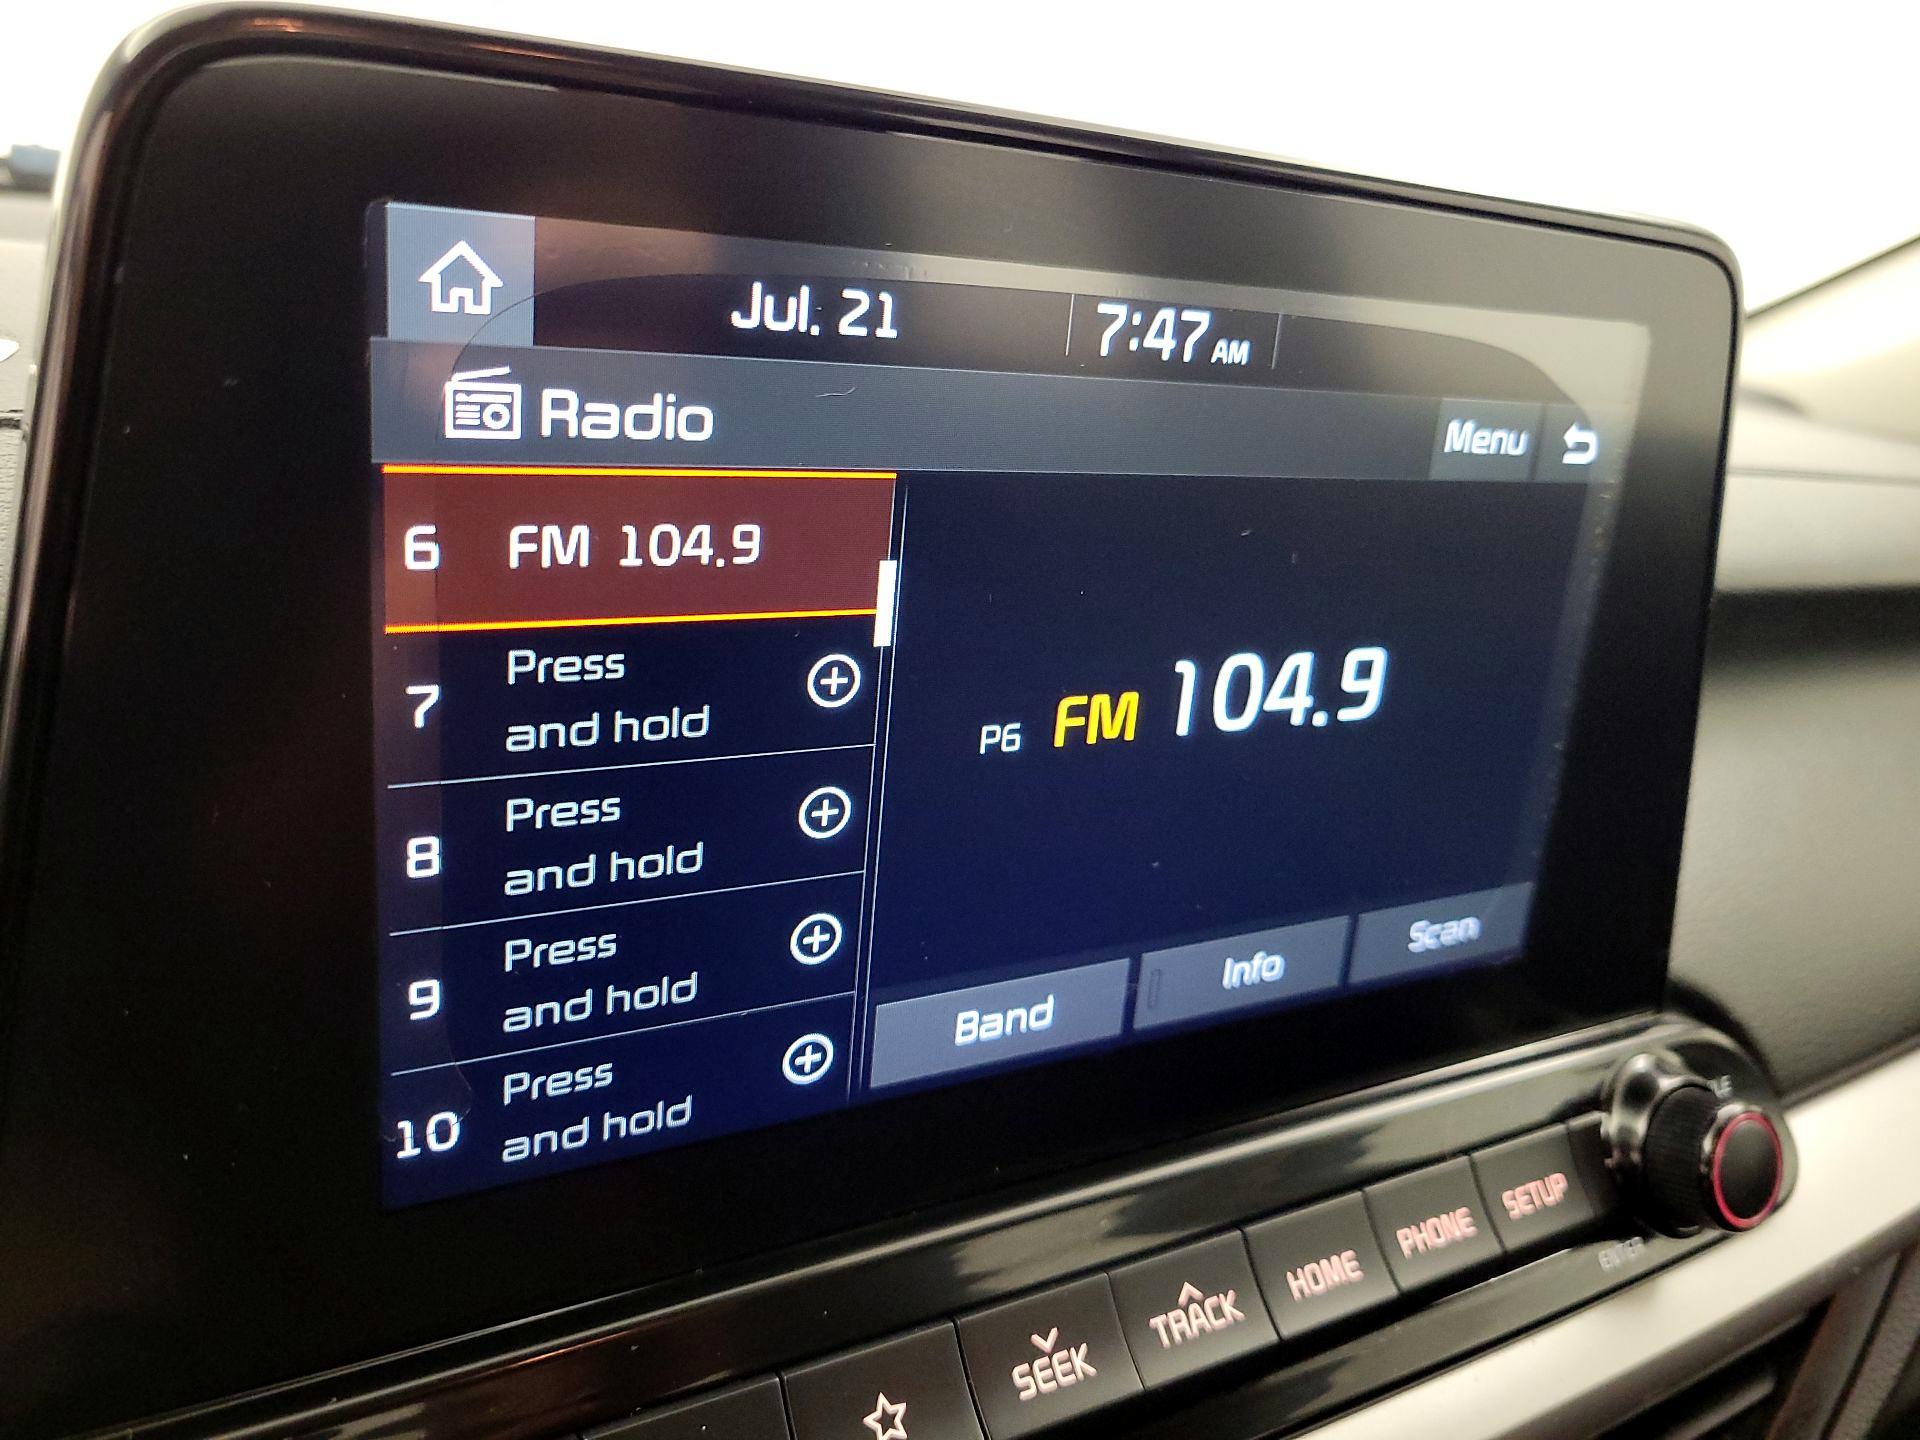 Jul. 21
7:47 AM
Radio
Menu
6 FM 104.9
7 Press
and hold
8 Press
and hold
9 Press
and hold
10 Press
and hold
P6 FM 104.9
Band
Info
Scan
SEEK
TRACK
HOME
PHONE
SETUP
ENTER